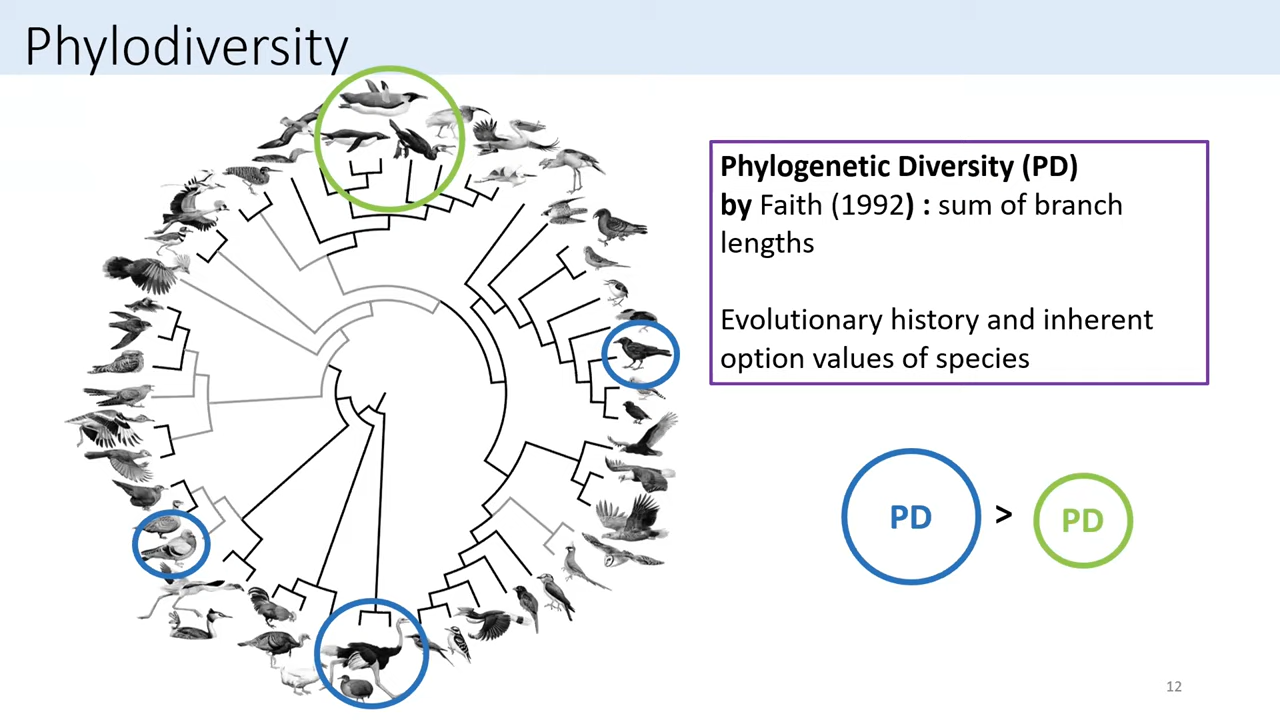 Phylodiversity
Phylogenetic Diversity (PD)
by Faith (1992) : sum of branch
lengths
Evolutionary history and inherent
option values of species
PD > PD
12